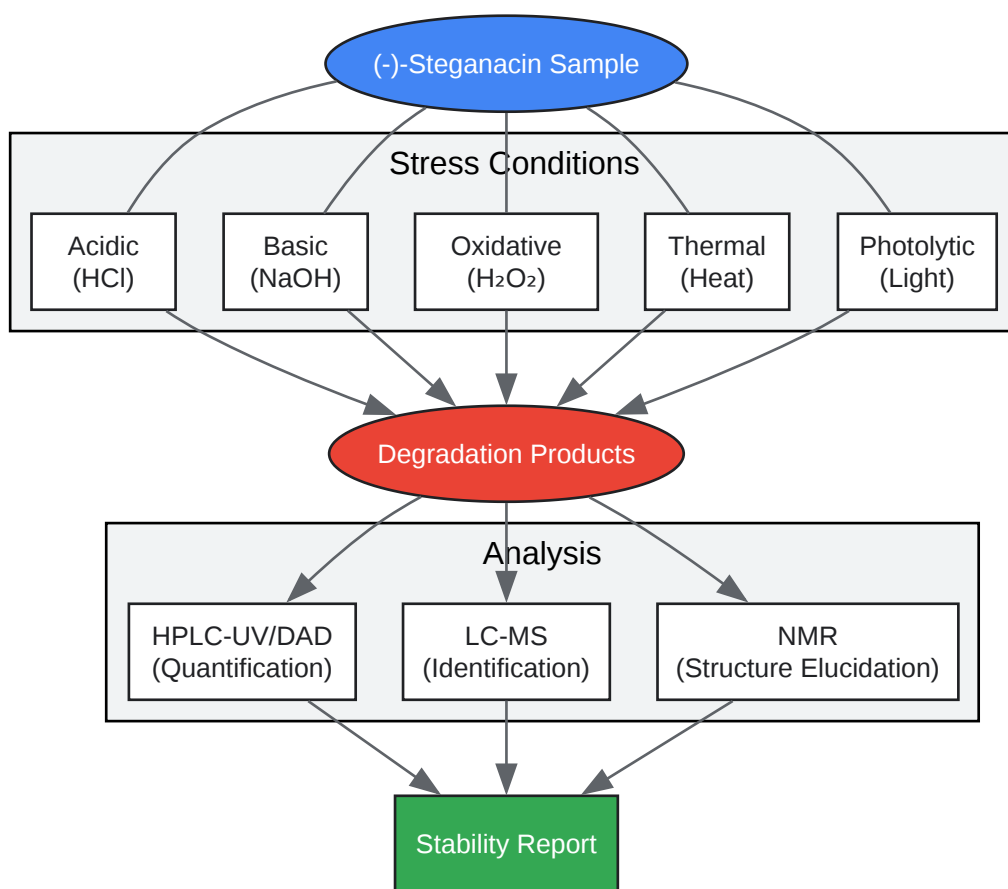 (-)-Steganacin Sample
Stress Conditions
Acidic
(HCl)
Basic
(NaOH)
Oxidative
(H₂O₂)
Thermal
(Heat)
Photolytic
(Light)
Degradation Products
Analysis
HPLC-UV/DAD
(Quantification)
LC-MS
(Identification)
NMR
(Structure Elucidation)
Stability Report